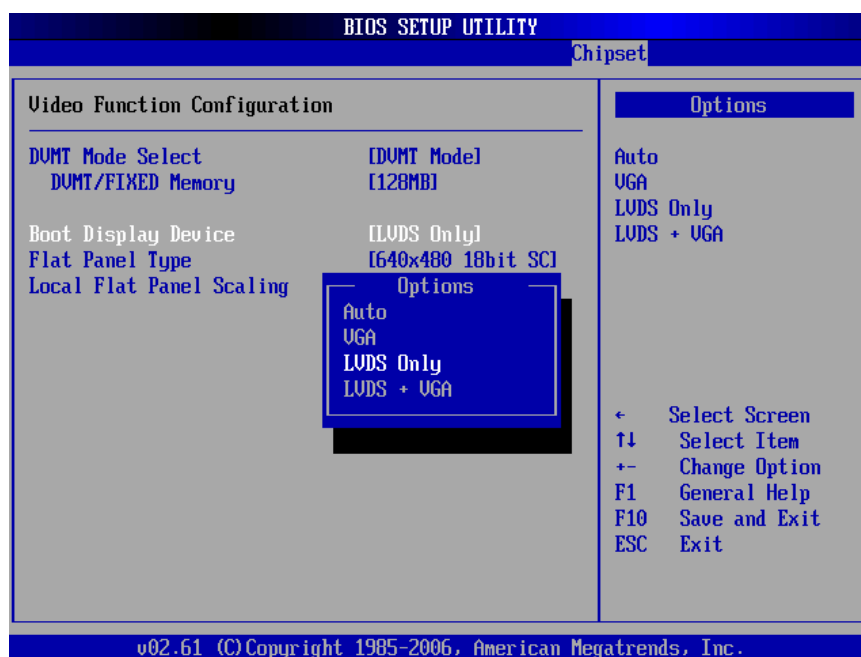 BIOS SETUP UTILITY
Chipset
Video Function Configuration
DVMT Mode Select [DVMT Mode]
DVMT/FIXED Memory [128MB]
Boot Display Device [LVDS Only]
Flat Panel Type [640x480 18bit SC]
Local Flat Panel Scaling
Options
Auto
VGA
LVDS Only
LVDS + VGA
Options
Auto
VGA
LVDS Only
LVDS + VGA
← Select Screen
↑↓ Select Item
+- Change Option
F1 General Help
F10 Save and Exit
ESC Exit
v02.61 (C)Copyright 1985-2006, American Megatrends, Inc.